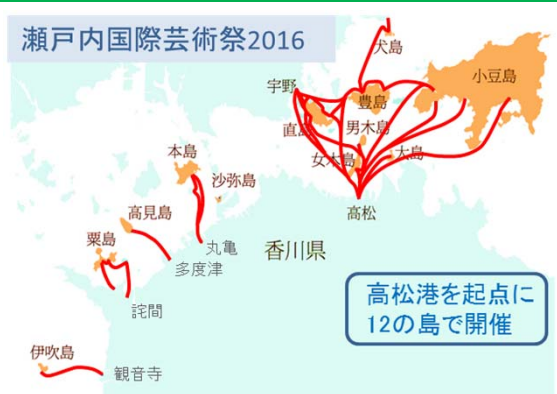 瀬戸内国際芸術祭2016
犬島
小豆島
宇野
豊島
直島
男木島
女木島
大島
本島
沙弥島
高松
高見島
丸亀
香川県
粟島
多度津
詫間
高松港を起点に
12の島で開催
伊吹島
観音寺